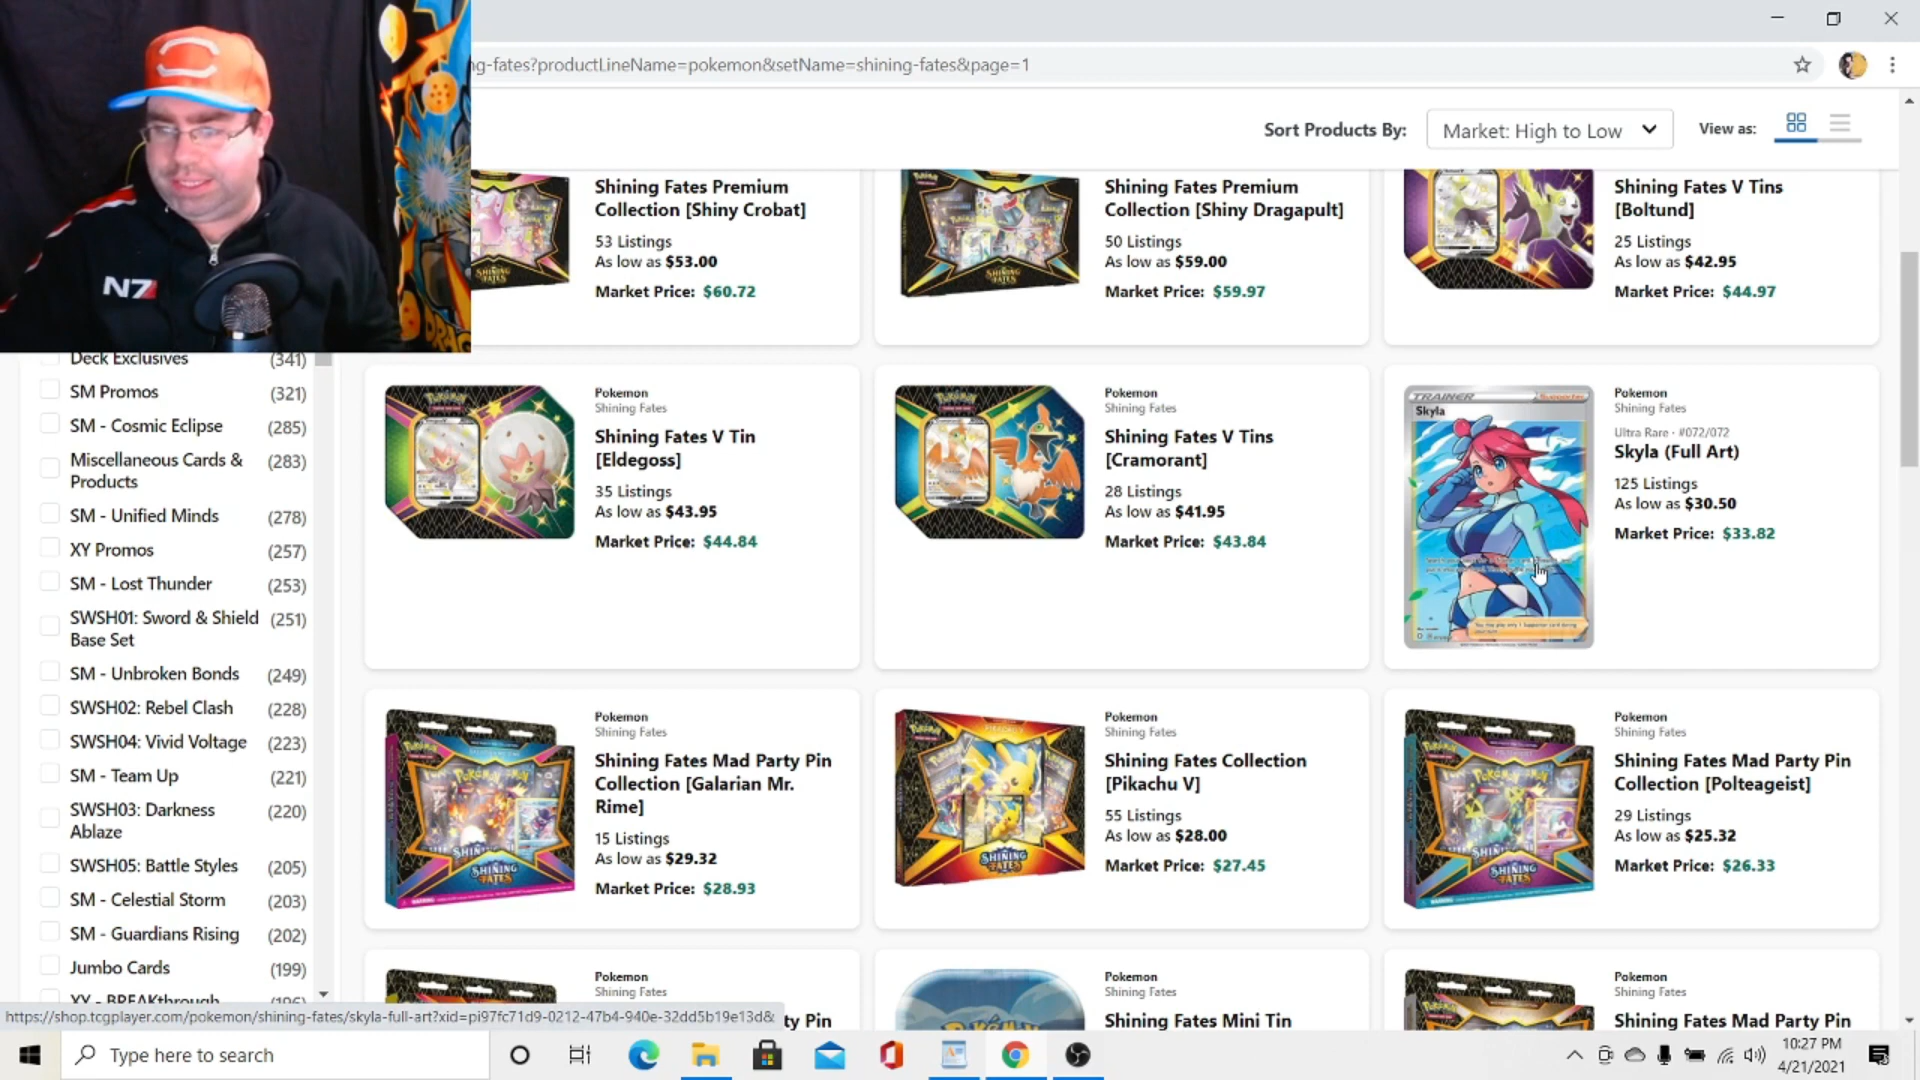 ng-fates?productLineName=pokemon&setName=shining-fates&page=1
Sort Products By:
Market: High to Low
View as:
N7
Shining Fates Premium
Collection [Shiny Crobat]
53 Listings
As low as $53.00
Market Price: $60.72
Shining Fates Premium
Collection [Shiny Dragapult]
50 Listings
As low as $59.00
Market Price: $59.97
Shining Fates V Tins
[Boltund]
25 Listings
As low as $42.95
Market Price: $44.97
Deck Exclusives (341)
SM Promos (321)
SM - Cosmic Eclipse (285)
Miscellaneous Cards & (283)
Products
SM - Unified Minds (278)
XY Promos (257)
SM - Lost Thunder (253)
SWSH01: Sword & Shield (251)
Base Set
SM - Unbroken Bonds (249)
SWSH02: Rebel Clash (228)
SWSH04: Vivid Voltage (223)
SM - Team Up (221)
SWSH03: Darkness (220)
Ablaze
SWSH05: Battle Styles (205)
SM - Celestial Storm (203)
SM - Guardians Rising (202)
Jumbo Cards (199)
XY - BREAKthrough (196)
Pokemon
Shining Fates
Shining Fates V Tin
[Eldegoss]
35 Listings
As low as $43.95
Market Price: $44.84
Pokemon
Shining Fates
Shining Fates V Tins
[Cramorant]
28 Listings
As low as $41.95
Market Price: $43.84
TRAINER
Supporter
Skyla
Pokemon
Shining Fates
Ultra Rare · #072/072
Skyla (Full Art)
125 Listings
As low as $30.50
Market Price: $33.82
Pokemon
Shining Fates
Shining Fates Mad Party Pin
Collection [Galarian Mr.
Rime]
15 Listings
As low as $29.32
Market Price: $28.93
Pokemon
Shining Fates
Shining Fates Collection
[Pikachu V]
55 Listings
As low as $28.00
Market Price: $27.45
Pokemon
Shining Fates
Shining Fates Mad Party Pin
Collection [Polteageist]
29 Listings
As low as $25.32
Market Price: $26.33
Pokemon
Shining Fates
ty Pin
Pokemon
Shining Fates
Shining Fates Mini Tin
Pokemon
Shining Fates
Shining Fates Mad Party Pin
https://shop.tcgplayer.com/pokemon/shining-fates/skyla-full-art?xid=pi97fc71d9-0212-47b4-940e-32dd5b19e13d&
Type here to search
10:27 PM
4/21/2021